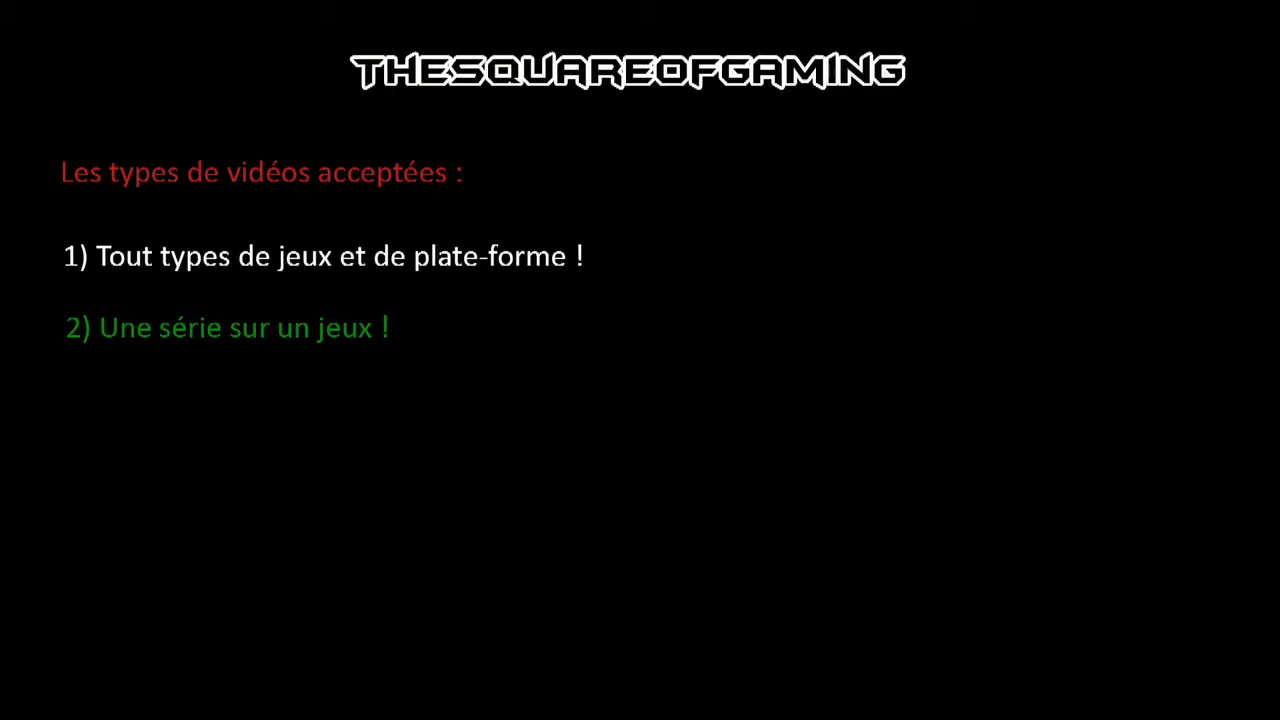 THESQUAREOFGAMING
Les types de vidéos acceptées :
1) Tout types de jeux et de plate-forme !
2) Une série sur un jeux !